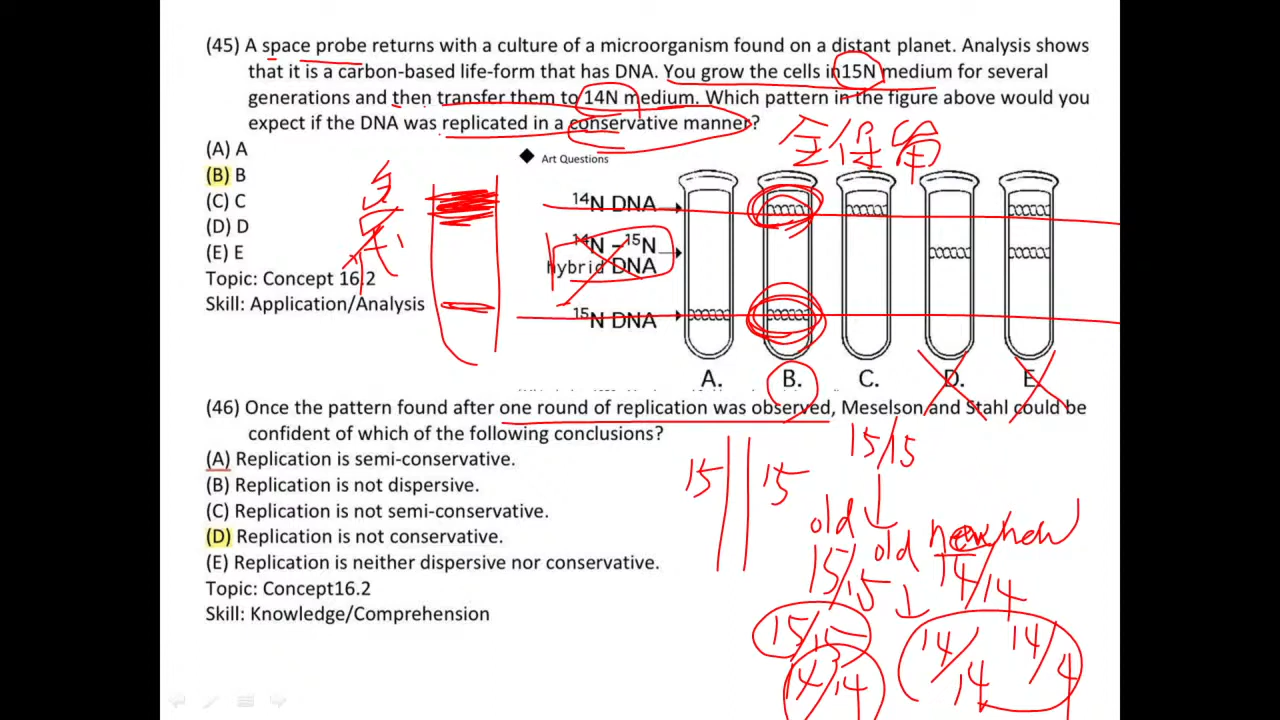 (45) A space probe returns with a culture of a microorganism found on a distant planet. Analysis shows
that it is a carbon-based life-form that has DNA. You grow the cells in 15N medium for several
generations and then transfer them to 14N medium. Which pattern in the figure above would you
expect if the DNA was replicated in a conservative manner?
全保留
(A) A
(B) B
(C) C
(D) D
(E) E
Topic: Concept 16.2
Skill: Application/Analysis
◆ Art Questions
¹⁴N DNA
¹⁴N – ¹⁵N
hybrid DNA
¹⁵N DNA
A. B. C. D. E
(46) Once the pattern found after one round of replication was observed, Meselson and Stahl could be
confident of which of the following conclusions?
(A) Replication is semi-conservative.
(B) Replication is not dispersive.
(C) Replication is not semi-conservative.
(D) Replication is not conservative.
(E) Replication is neither dispersive nor conservative.
Topic: Concept16.2
Skill: Knowledge/Comprehension
15 15
15/15
old old new new
15/15 14/14
15/15 14/14 14/14
14/14